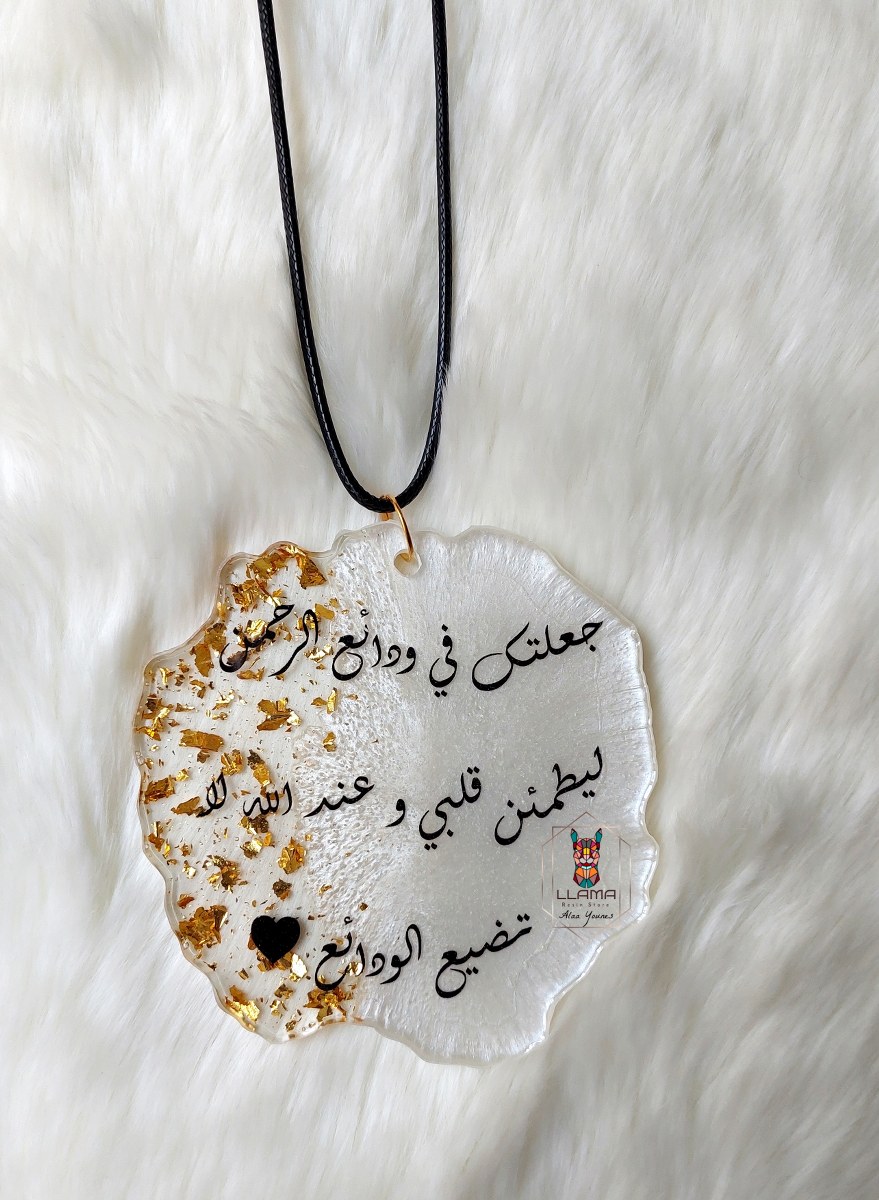 جعلتك في ودائع الرحمن
ليطمئن قلبي و عند الله لا
تضيع الودائع
LLAMA
Resin Store
Alaa Younes